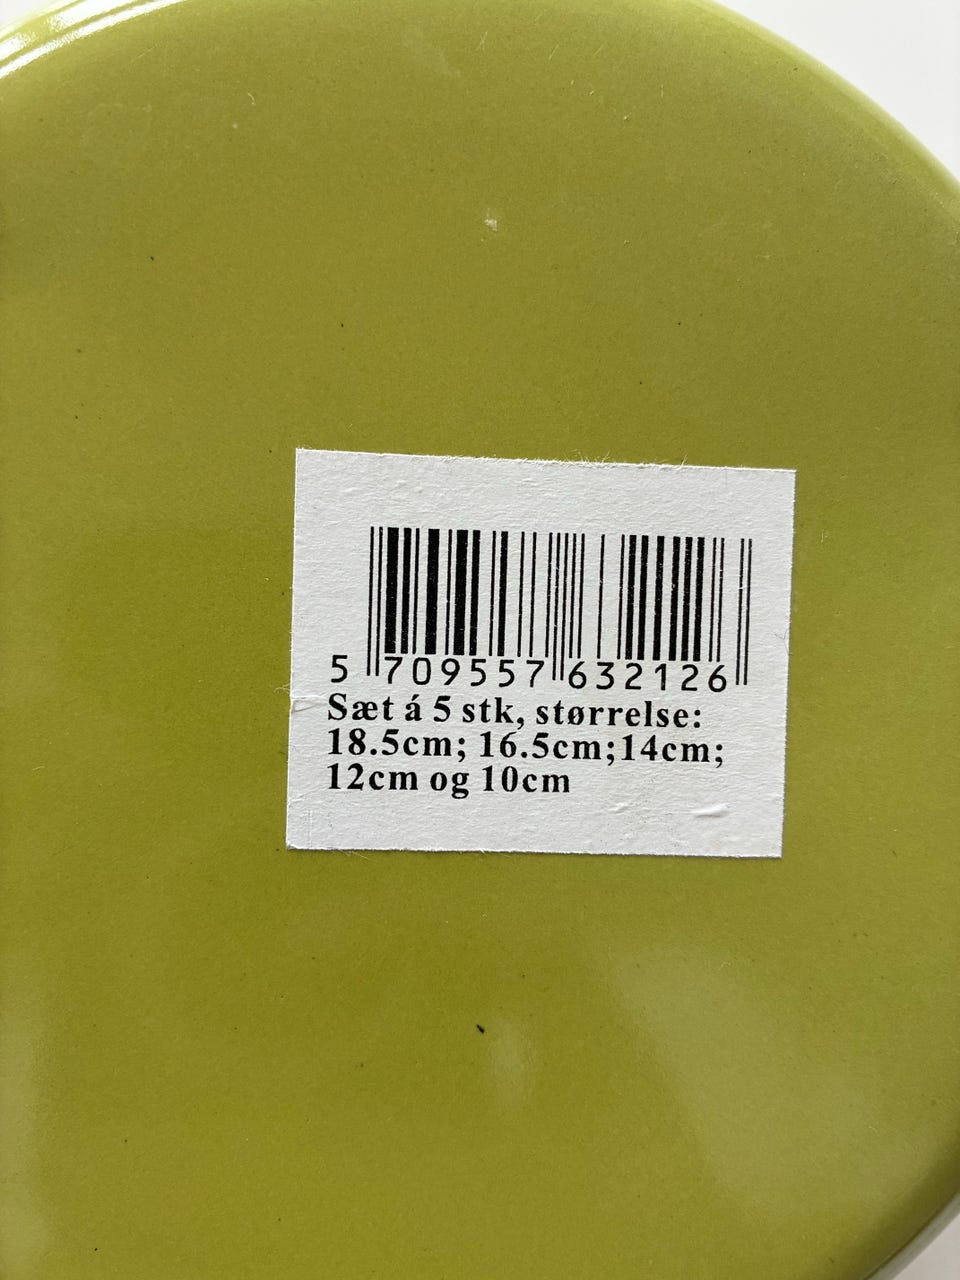 5 709557 632126
Sæt á 5 stk, størrelse:
18.5cm; 16.5cm;14cm;
12cm og 10cm